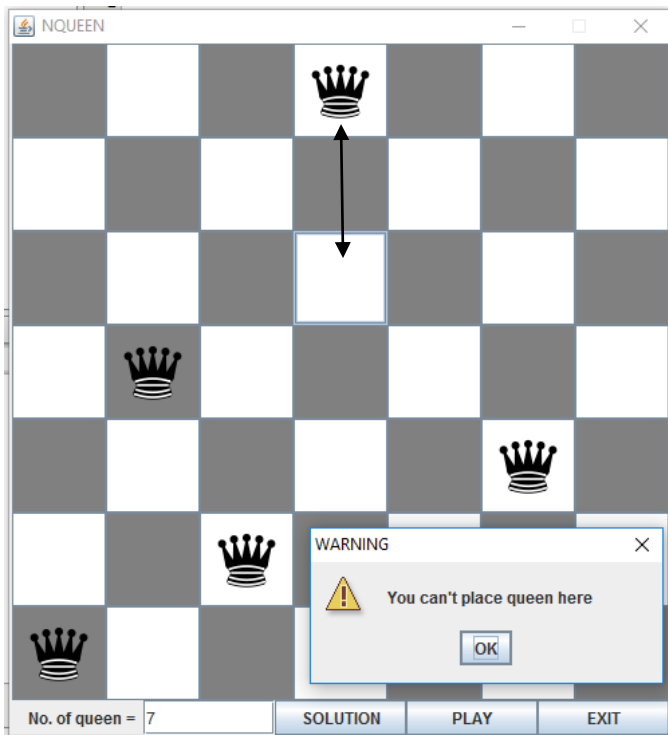 NQUEEN
WARNING
You can't place queen here
OK
No. of queen = 7 SOLUTION PLAY EXIT